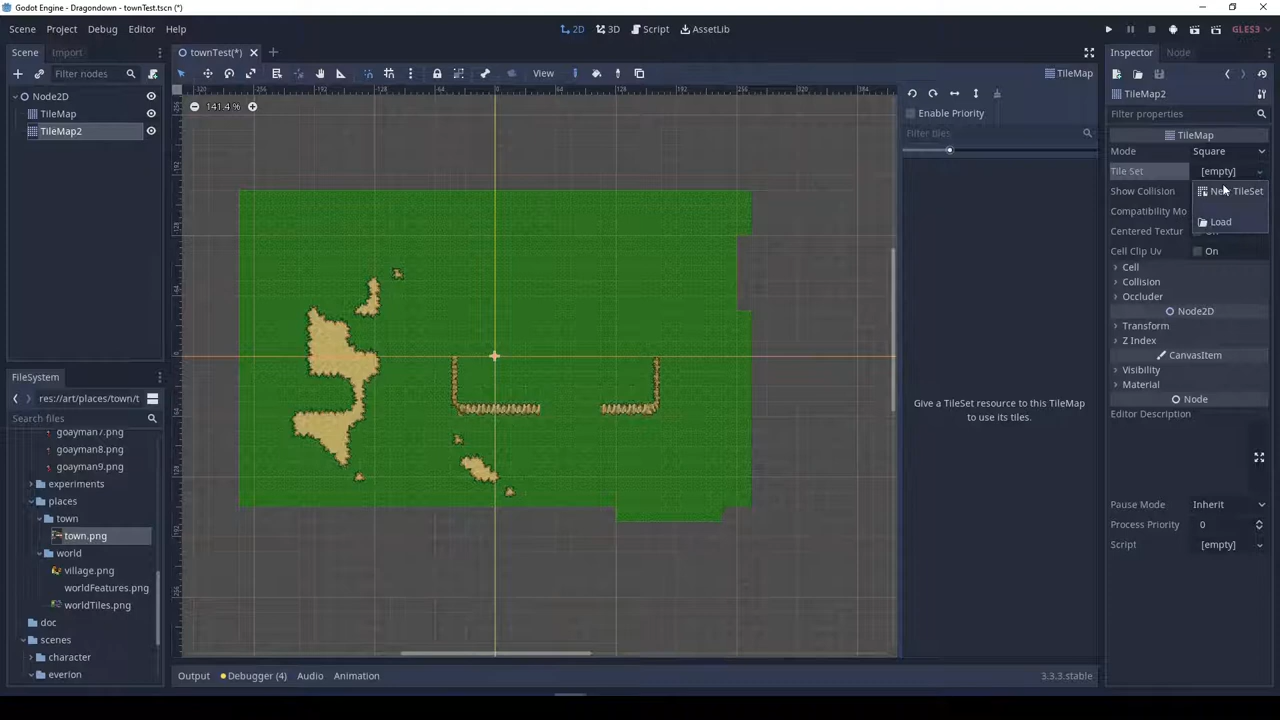 Godot Engine - Dragondown - townTest.tscn (*)
Scene Project Debug Editor Help
2D 3D Script AssetLib
GLES3
Scene Import
townTest(*)
Inspector Node
Filter nodes
View
TileMap
141.4 %
Node2D
TileMap
TileMap2
Enable Priority
Filter tiles
Give a TileSet resource to this TileMap
to use its tiles.
TileMap2
Filter properties
TileMap
Mode Square
Tile Set [empty]
Show Collision
TileSet
Compatibility Mo
Load
Centered Textur
Cell Clip Uv On
Cell
Collision
Occluder
Node2D
Transform
Z Index
CanvasItem
Visibility
Material
Node
Editor Description
Pause Mode Inherit
Process Priority 0
Script [empty]
FileSystem
res://art/places/town/t
Search files
goayman7.png
goayman8.png
goayman9.png
experiments
places
town
town.png
world
village.png
worldFeatures.png
worldTiles.png
doc
scenes
character
everion
Output Debugger (4) Audio Animation
3.3.3.stable